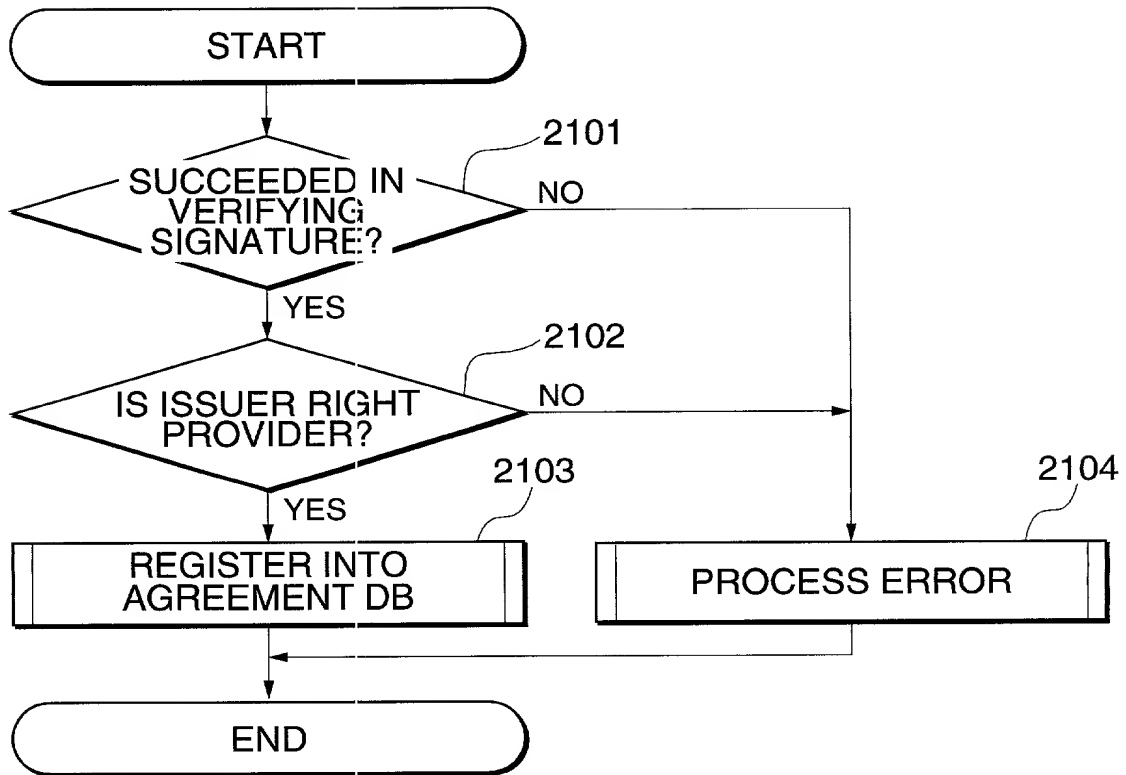 START
2101
SUCCEEDED IN
VERIFYING
SIGNATURE?
NO
YES
2102
IS ISSUER RIGHT
PROVIDER?
NO
YES
2103
2104
REGISTER INTO
AGREEMENT DB
PROCESS ERROR
END